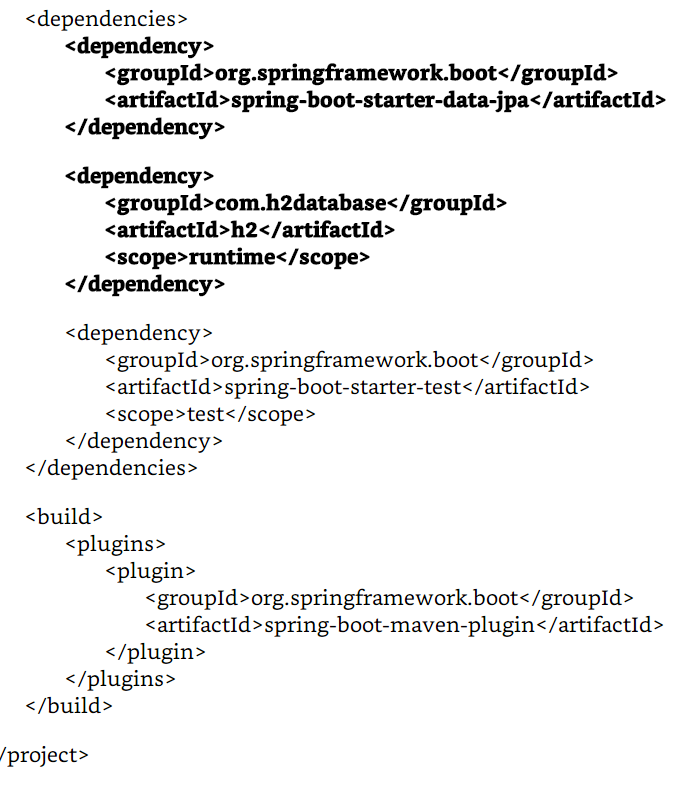 <dependencies>
<dependency>
<groupId>org.springframework.boot</groupId>
<artifactId>spring-boot-starter-data-jpa</artifactId>
</dependency>
<dependency>
<groupId>com.h2database</groupId>
<artifactId>h2</artifactId>
<scope>runtime</scope>
</dependency>
<dependency>
<groupId>org.springframework.boot</groupId>
<artifactId>spring-boot-starter-test</artifactId>
<scope>test</scope>
</dependency>
</dependencies>
<build>
<plugins>
<plugin>
<groupId>org.springframework.boot</groupId>
<artifactId>spring-boot-maven-plugin</artifactId>
</plugin>
</plugins>
</build>
/project>